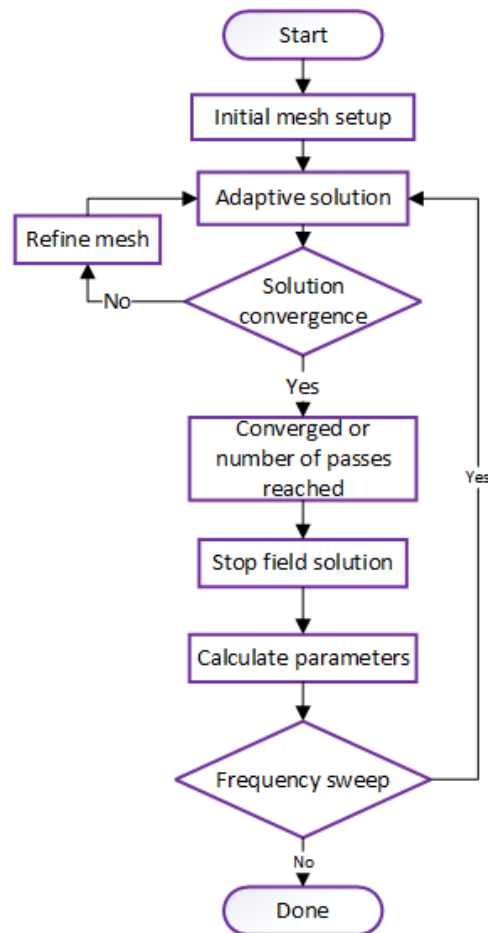 Start
Initial mesh setup
Adaptive solution
Refine mesh
Solution
convergence
No
Yes
Converged or
number of passes
reached
Yes
Stop field solution
Calculate parameters
Frequency sweep
No
Done